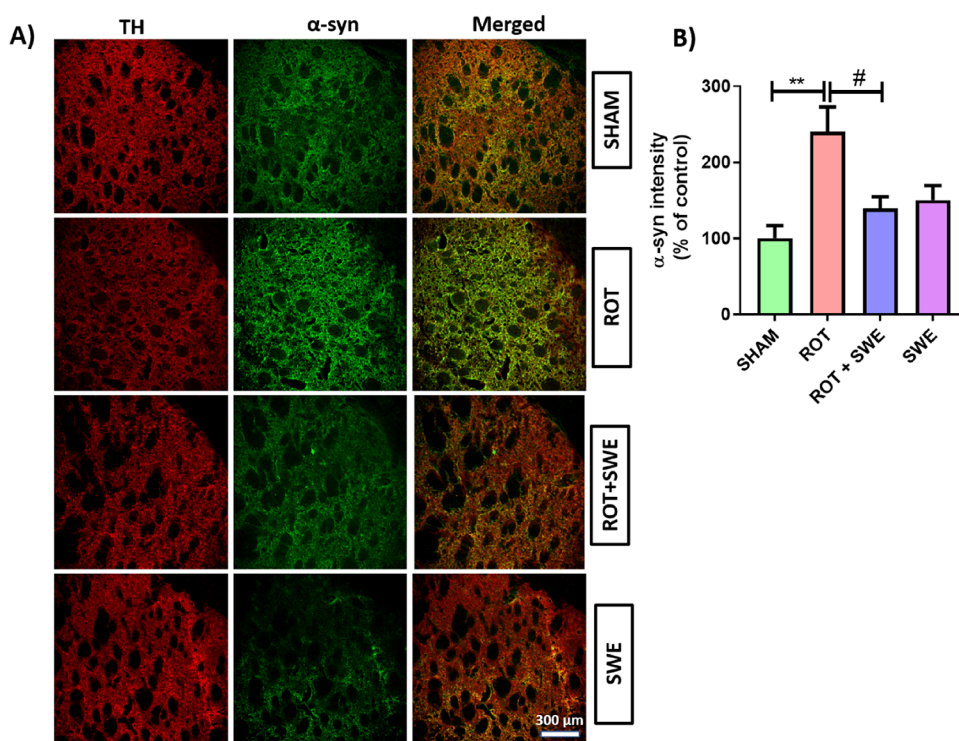 A)
TH
α-syn
Merged
SHAM
ROT
ROT+SWE
SWE
300 µm
B)
**
#
300
200
100
0
α-syn intensity
(% of control)
SHAM
ROT
ROT + SWE
SWE